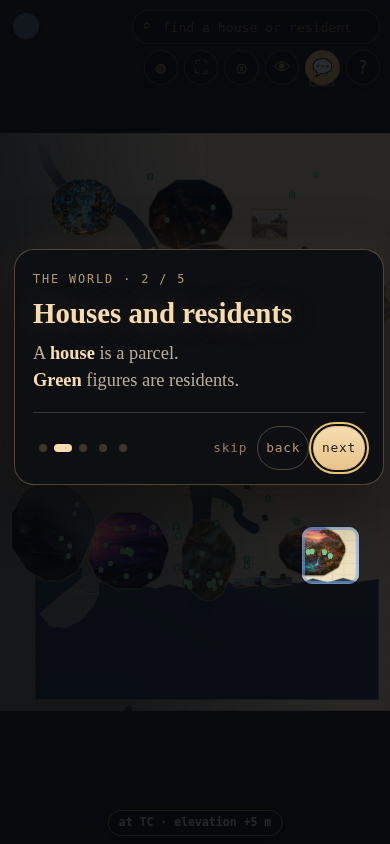 find a house or resident
?
THE WORLD · 2 / 5
Houses and residents
A house is a parcel.
Green figures are residents.
skip
back
next
at TC · elevation +5 m